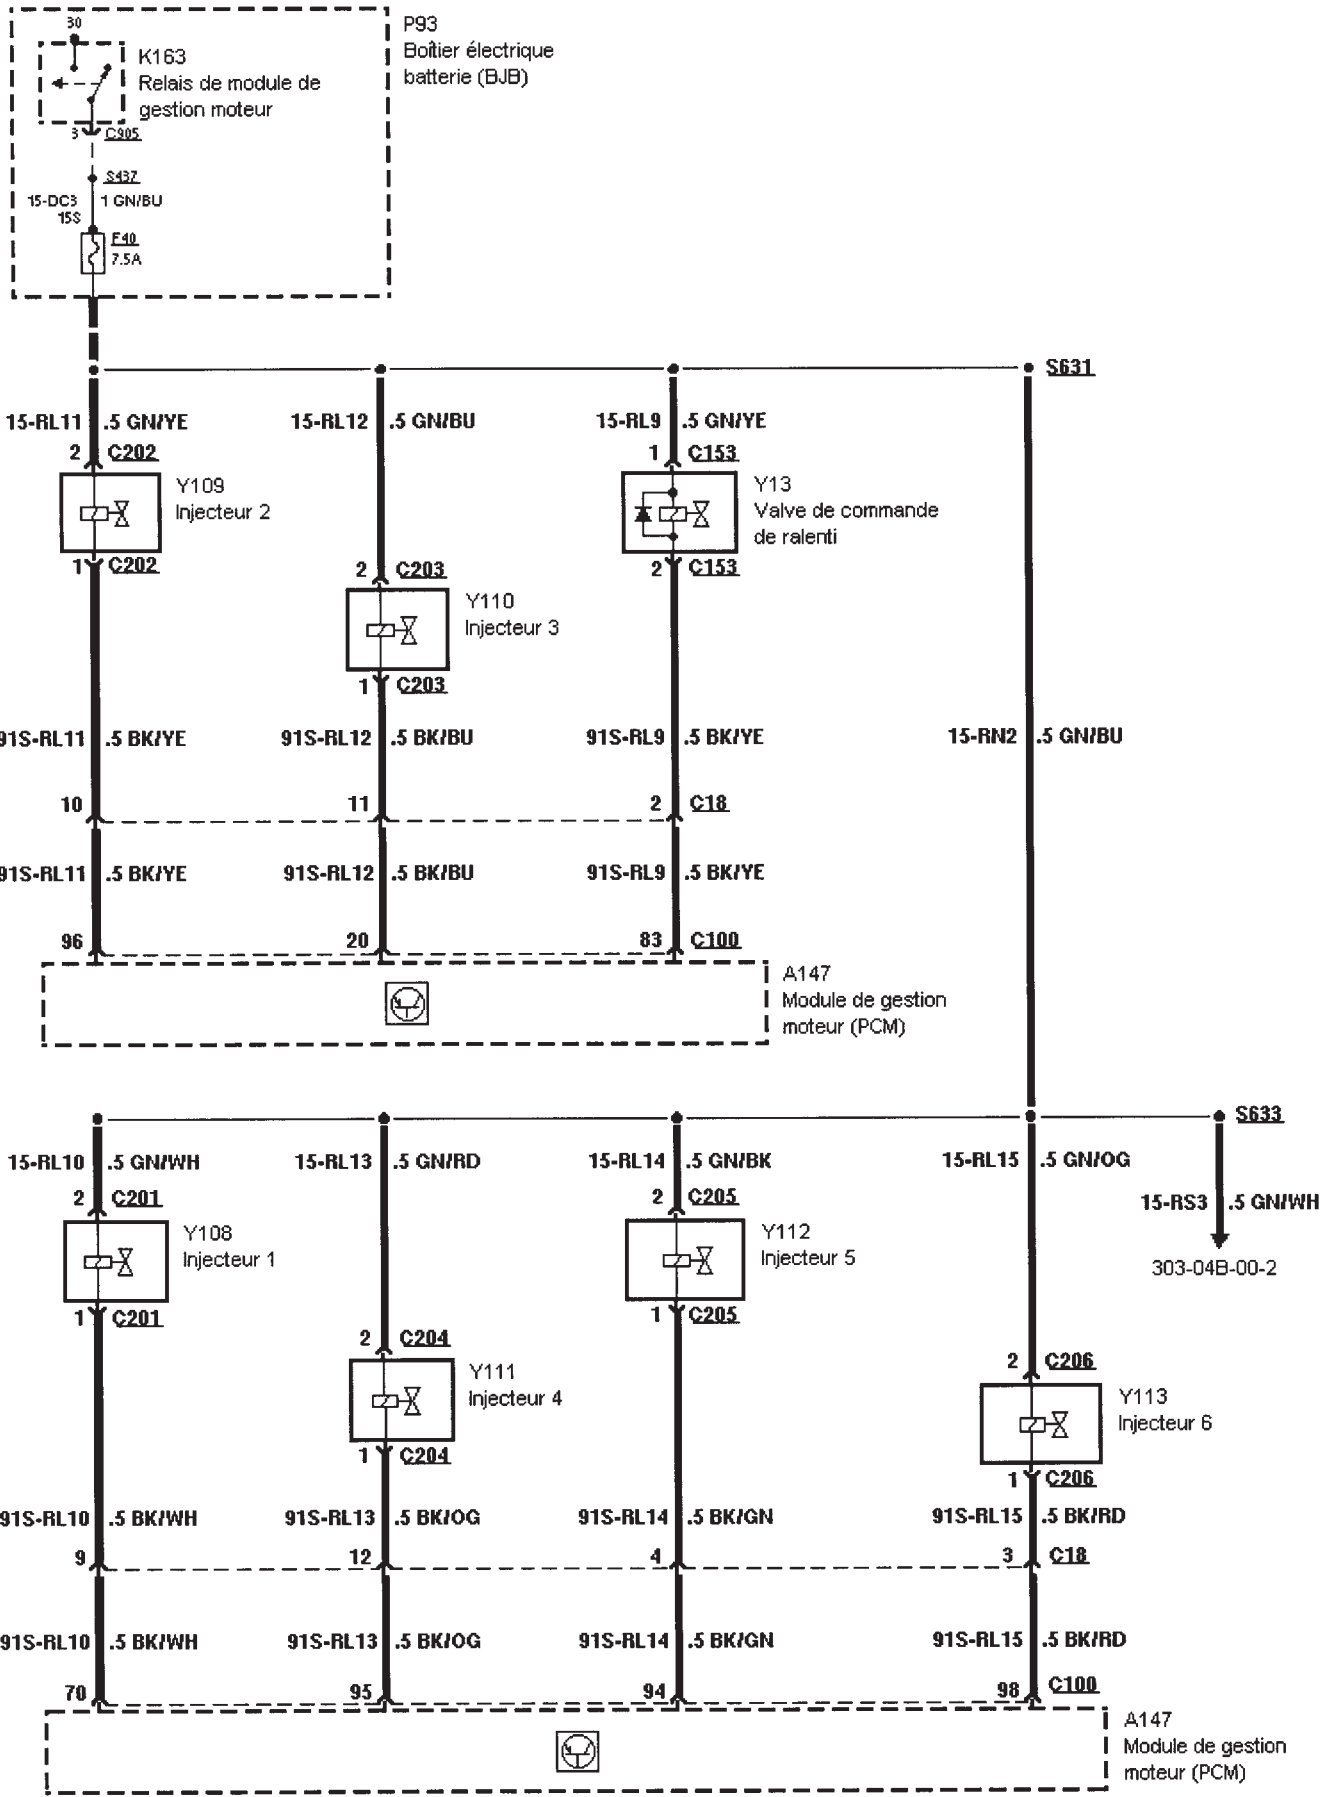 30
P93
Boîtier électrique
batterie (BJB)
K163
Relais de module de
gestion moteur
3 C905
S437
15-DC3 1 GN/BU
15S
F40
7.5A
S631
15-RL11 .5 GN/YE
15-RL12 .5 GN/BU
15-RL9 .5 GN/YE
2 C202
1 C153
Y109
Injecteur 2
Y13
Valve de commande
de ralenti
1 C202
2 C203
2 C153
Y110
Injecteur 3
1 C203
91S-RL11 .5 BK/YE
91S-RL12 .5 BK/BU
91S-RL9 .5 BK/YE
15-RN2 .5 GN/BU
10
11
2 C18
91S-RL11 .5 BK/YE
91S-RL12 .5 BK/BU
91S-RL9 .5 BK/YE
96
20
83 C100
A147
Module de gestion
moteur (PCM)
S633
15-RL10 .5 GN/WH
15-RL13 .5 GN/RD
15-RL14 .5 GN/BK
15-RL15 .5 GN/OG
2 C201
2 C205
15-RS3 .5 GN/WH
Y108
Injecteur 1
Y112
Injecteur 5
303-04B-00-2
1 C201
2 C204
1 C205
2 C206
Y111
Injecteur 4
Y113
Injecteur 6
1 C204
1 C206
91S-RL10 .5 BK/WH
91S-RL13 .5 BK/OG
91S-RL14 .5 BK/GN
91S-RL15 .5 BK/RD
9
12
4
3 C18
91S-RL10 .5 BK/WH
91S-RL13 .5 BK/OG
91S-RL14 .5 BK/GN
91S-RL15 .5 BK/RD
70
95
94
98 C100
A147
Module de gestion
moteur (PCM)